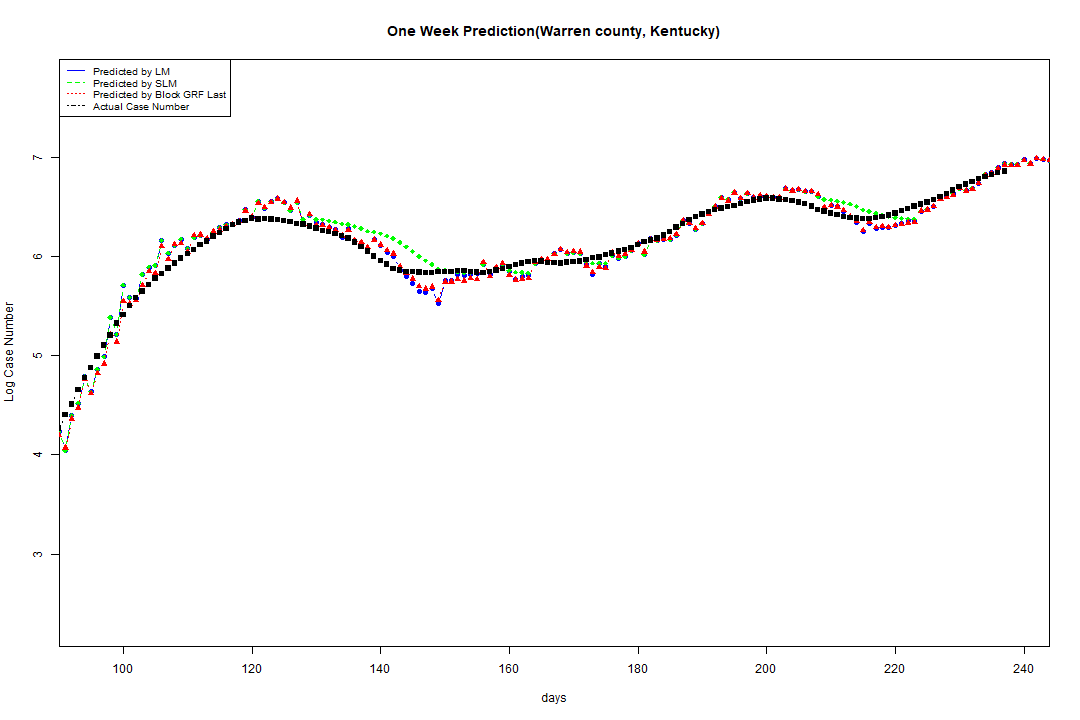 One Week Prediction(Warren county, Kentucky)
Predicted by LM
Predicted by SLM
Predicted by Block GRF Last
Actual Case Number
7
6
5
4
3
Log Case Number
100 120 140 160 180 200 220 240
days